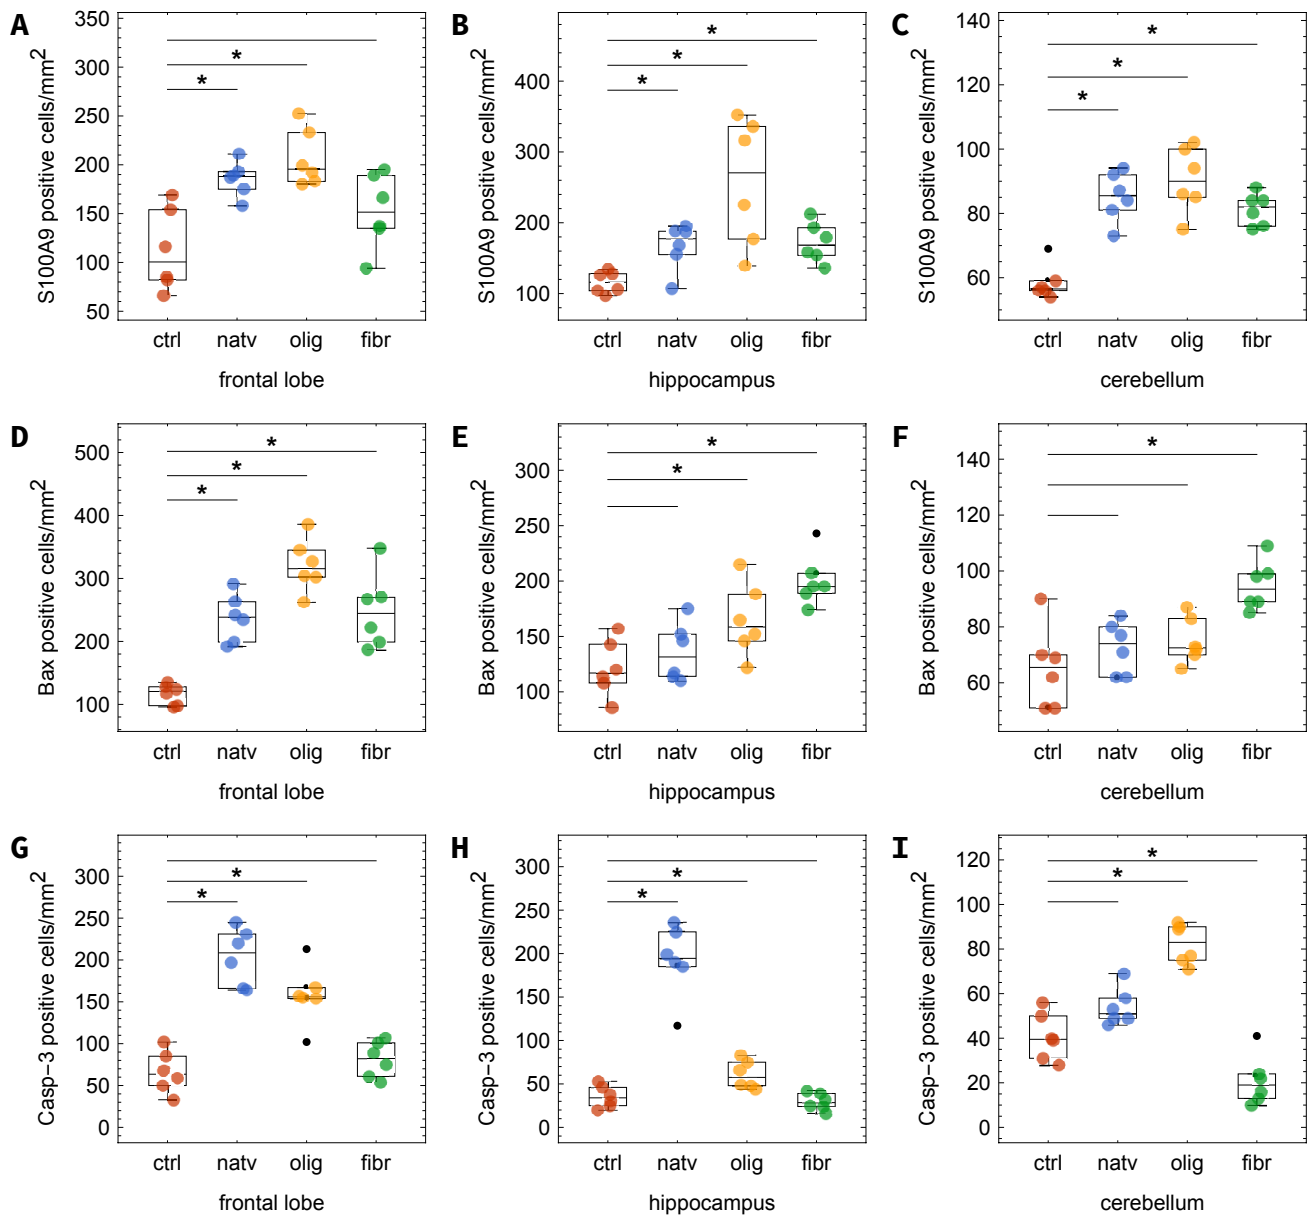 A
S100A9 positive cells/mm2
350
300
250
200
150
100
50
*
*
ctrl natv olig fibr
frontal lobe
B
S100A9 positive cells/mm2
400
300
200
100
*
*
*
ctrl natv olig fibr
hippocampus
C
S100A9 positive cells/mm2
140
120
100
80
60
*
*
*
ctrl natv olig fibr
cerebellum
D
Bax positive cells/mm2
500
400
300
200
100
*
*
*
ctrl natv olig fibr
frontal lobe
E
Bax positive cells/mm2
300
250
200
150
100
*
*
ctrl natv olig fibr
hippocampus
F
Bax positive cells/mm2
140
120
100
80
60
*
ctrl natv olig fibr
cerebellum
G
Casp-3 positive cells/mm2
300
250
200
150
100
50
0
*
*
ctrl natv olig fibr
frontal lobe
H
Casp-3 positive cells/mm2
300
200
100
0
*
*
ctrl natv olig fibr
hippocampus
I
Casp-3 positive cells/mm2
120
100
80
60
40
20
0
*
*
ctrl natv olig fibr
cerebellum